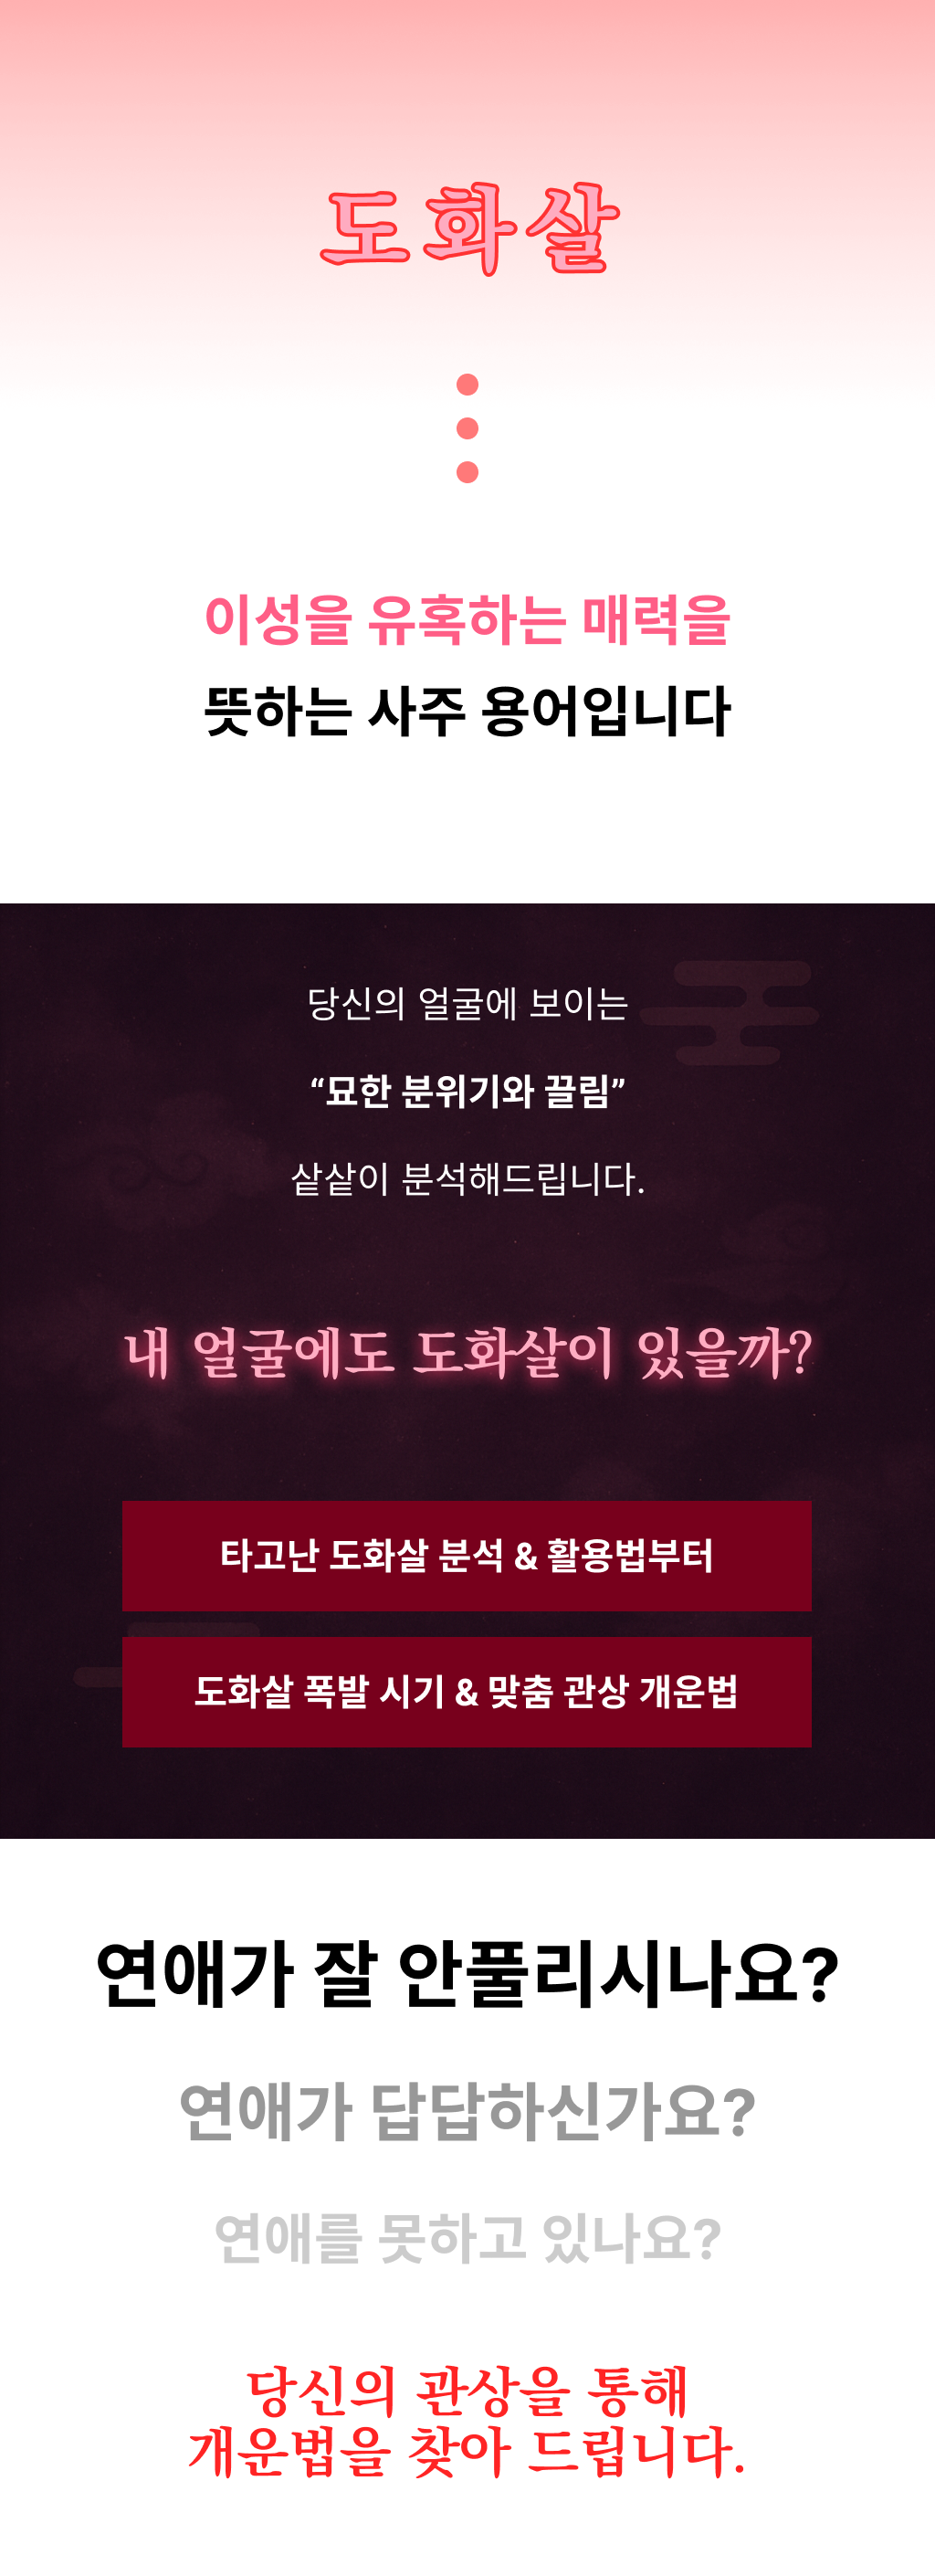 도화살
이성을 유혹하는 매력을
뜻하는 사주 용어입니다
당신의 얼굴에 보이는
“묘한 분위기와 끌림”
샅샅이 분석해드립니다.
내 얼굴에도 도화살이 있을까?
타고난 도화살 분석 & 활용법부터
도화살 폭발 시기 & 맞춤 관상 개운법
연애가 잘 안풀리시나요?
연애가 답답하신가요?
연애를 못하고 있나요?
당신의 관상을 통해
개운법을 찾아 드립니다.